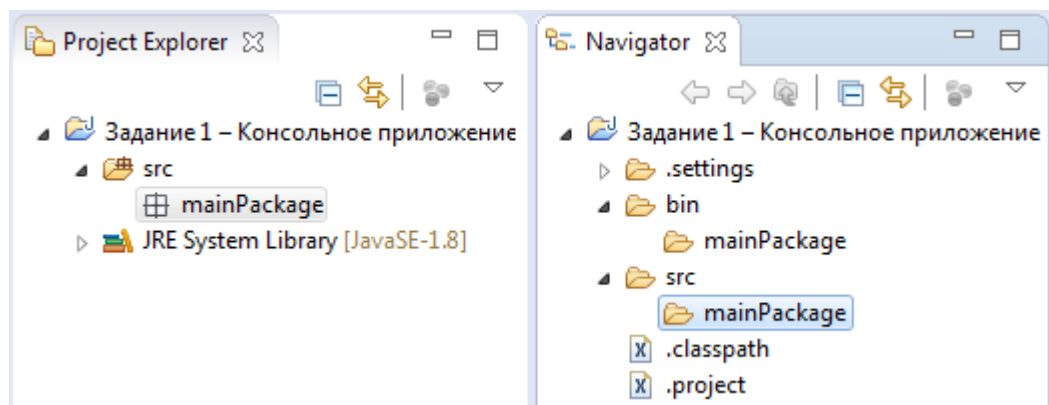 Project Explorer
Задание 1 – Консольное приложение
src
mainPackage
JRE System Library [JavaSE-1.8]
Navigator
Задание 1 – Консольное приложение
.settings
bin
mainPackage
src
mainPackage
.classpath
.project